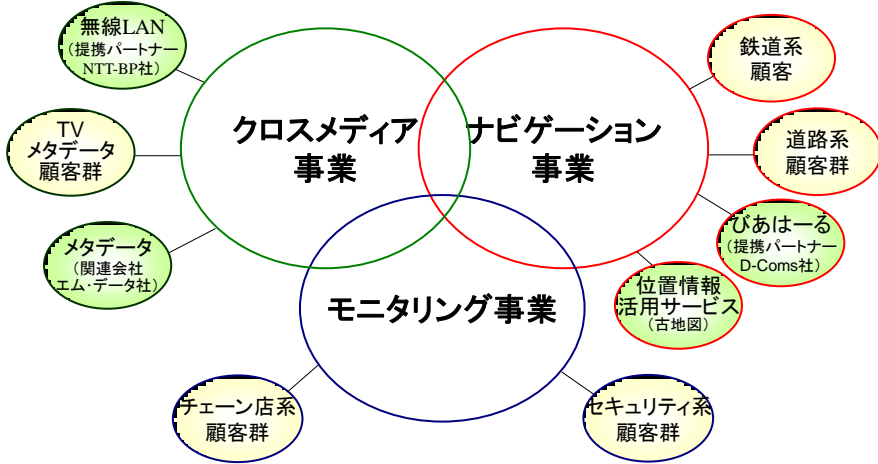 無線LAN
(提携パートナー
NTT-BP社)
TV
メタデータ
顧客群
メタデータ
(関連会社
エム・データ社)
クロスメディア
事業
ナビゲーション
事業
モニタリング事業
鉄道系
顧客
道路系
顧客群
びあはーる
(提携パートナー
D-Coms社)
位置情報
活用サービス
(古地図)
チェーン店系
顧客群
セキュリティ系
顧客群